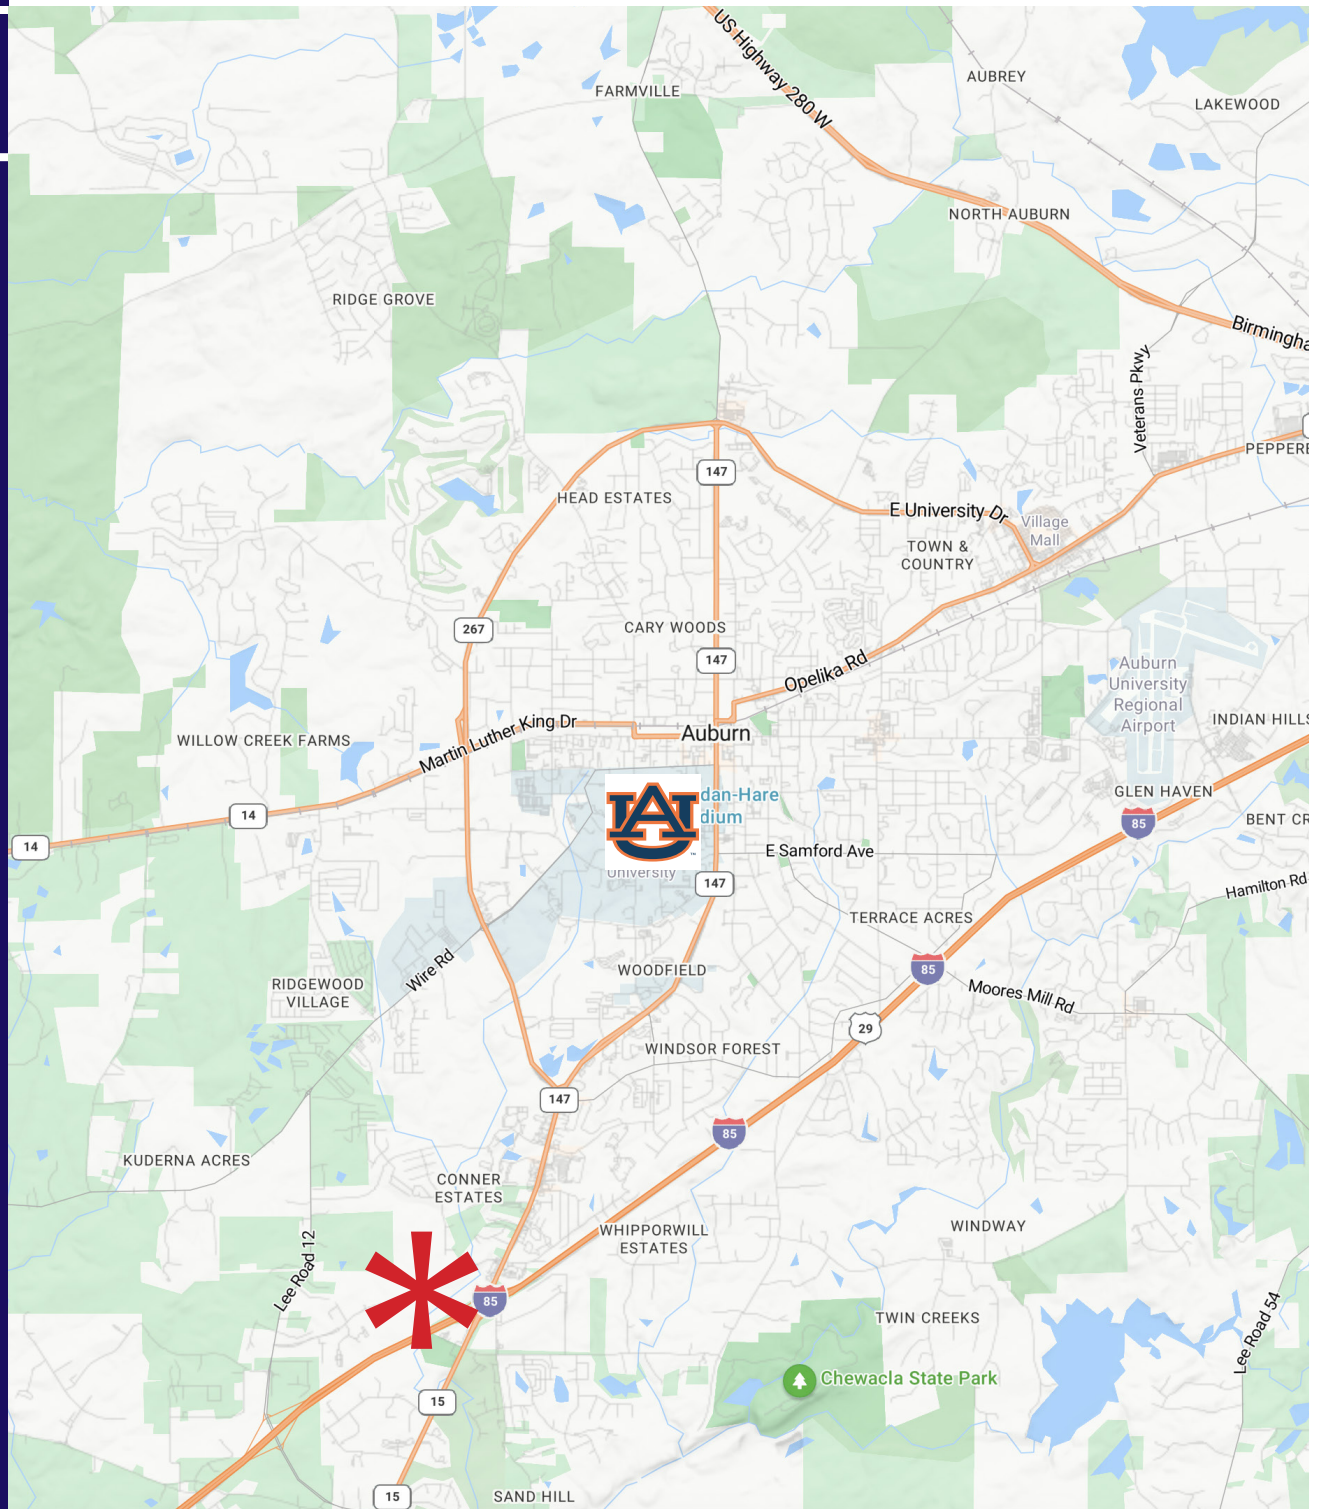 US Highway 280 W
AUBREY
FARMVILLE
LAKEWOOD
NORTH AUBURN
RIDGE GROVE
Birmingha
Veterans Pkwy
PEPPERE
147
HEAD ESTATES
E University Dr
Village
Mall
TOWN &
COUNTRY
267
CARY WOODS
147
Opelika Rd
Auburn
University
Regional
Airport
INDIAN HILLS
Martin Luther King Dr
Auburn
WILLOW CREEK FARMS
AU
dan-Hare
dium
GLEN HAVEN
14
85
BENT CR
14
E Samford Ave
University
147
Hamilton Rd
TERRACE ACRES
Wire Rd
WOODFIELD
85
RIDGEWOOD
VILLAGE
Moores Mill Rd
29
WINDSOR FOREST
147
85
KUDERNA ACRES
CONNER
ESTATES
WINDWAY
WHIPPORWILL
ESTATES
Lee Road 12
85
TWIN CREEKS
Lee Road 54
Chewacla State Park
15
15
SAND HILL